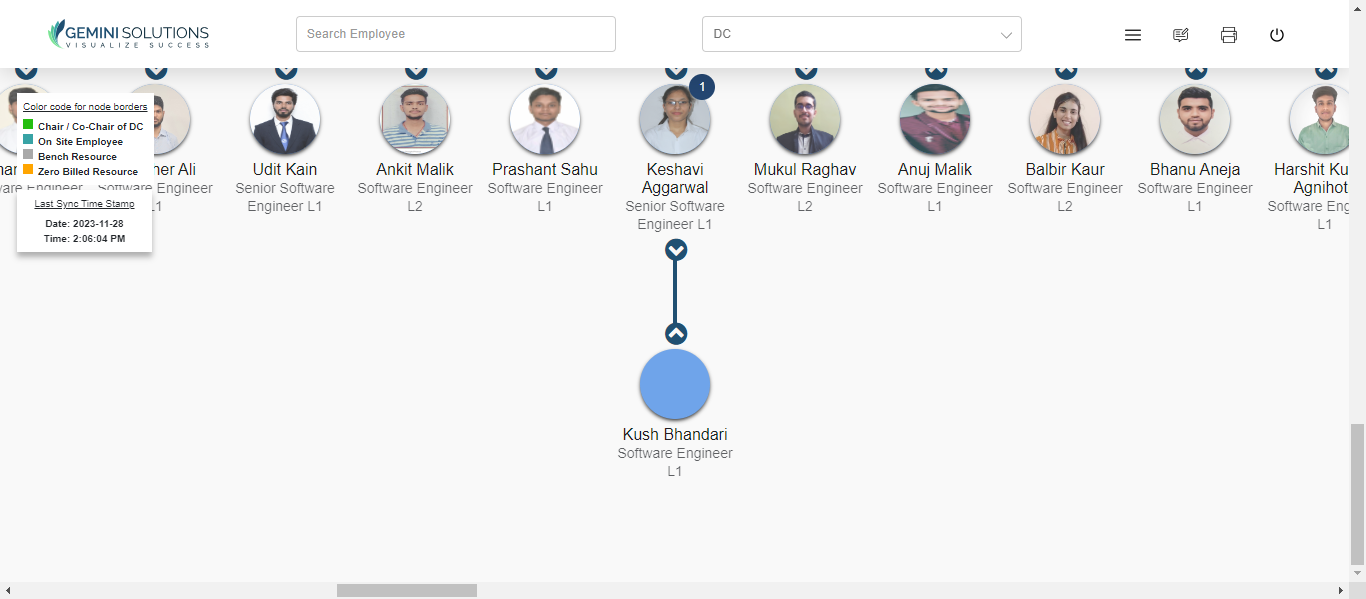 GEMINI SOLUTIONS
VISUALIZE SUCCESS
Search Employee
DC
1
Color code for node borders
Chair / Co-Chair of DC
On Site Employee
Bench Resource
Zero Billed Resource
Last Sync Time Stamp
Date: 2023-11-28
Time: 2:06:04 PM
Ali
Software Engineer
L1
Udit Kain
Senior Software
Engineer L1
Ankit Malik
Software Engineer
L2
Prashant Sahu
Software Engineer
L1
Keshavi
Aggarwal
Senior Software
Engineer L1
Mukul Raghav
Software Engineer
L2
Anuj Malik
Software Engineer
L1
Balbir Kaur
Software Engineer
L2
Bhanu Aneja
Software Engineer
L1
Harshit Ku
Agnihot
Software Eng
L1
Kush Bhandari
Software Engineer
L1